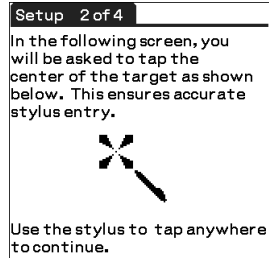 Setup 2 of 4
In the following screen, you
will be asked to tap the
center of the target as shown
below. This ensures accurate
stylus entry.
Use the stylus to tap anywhere
to continue.